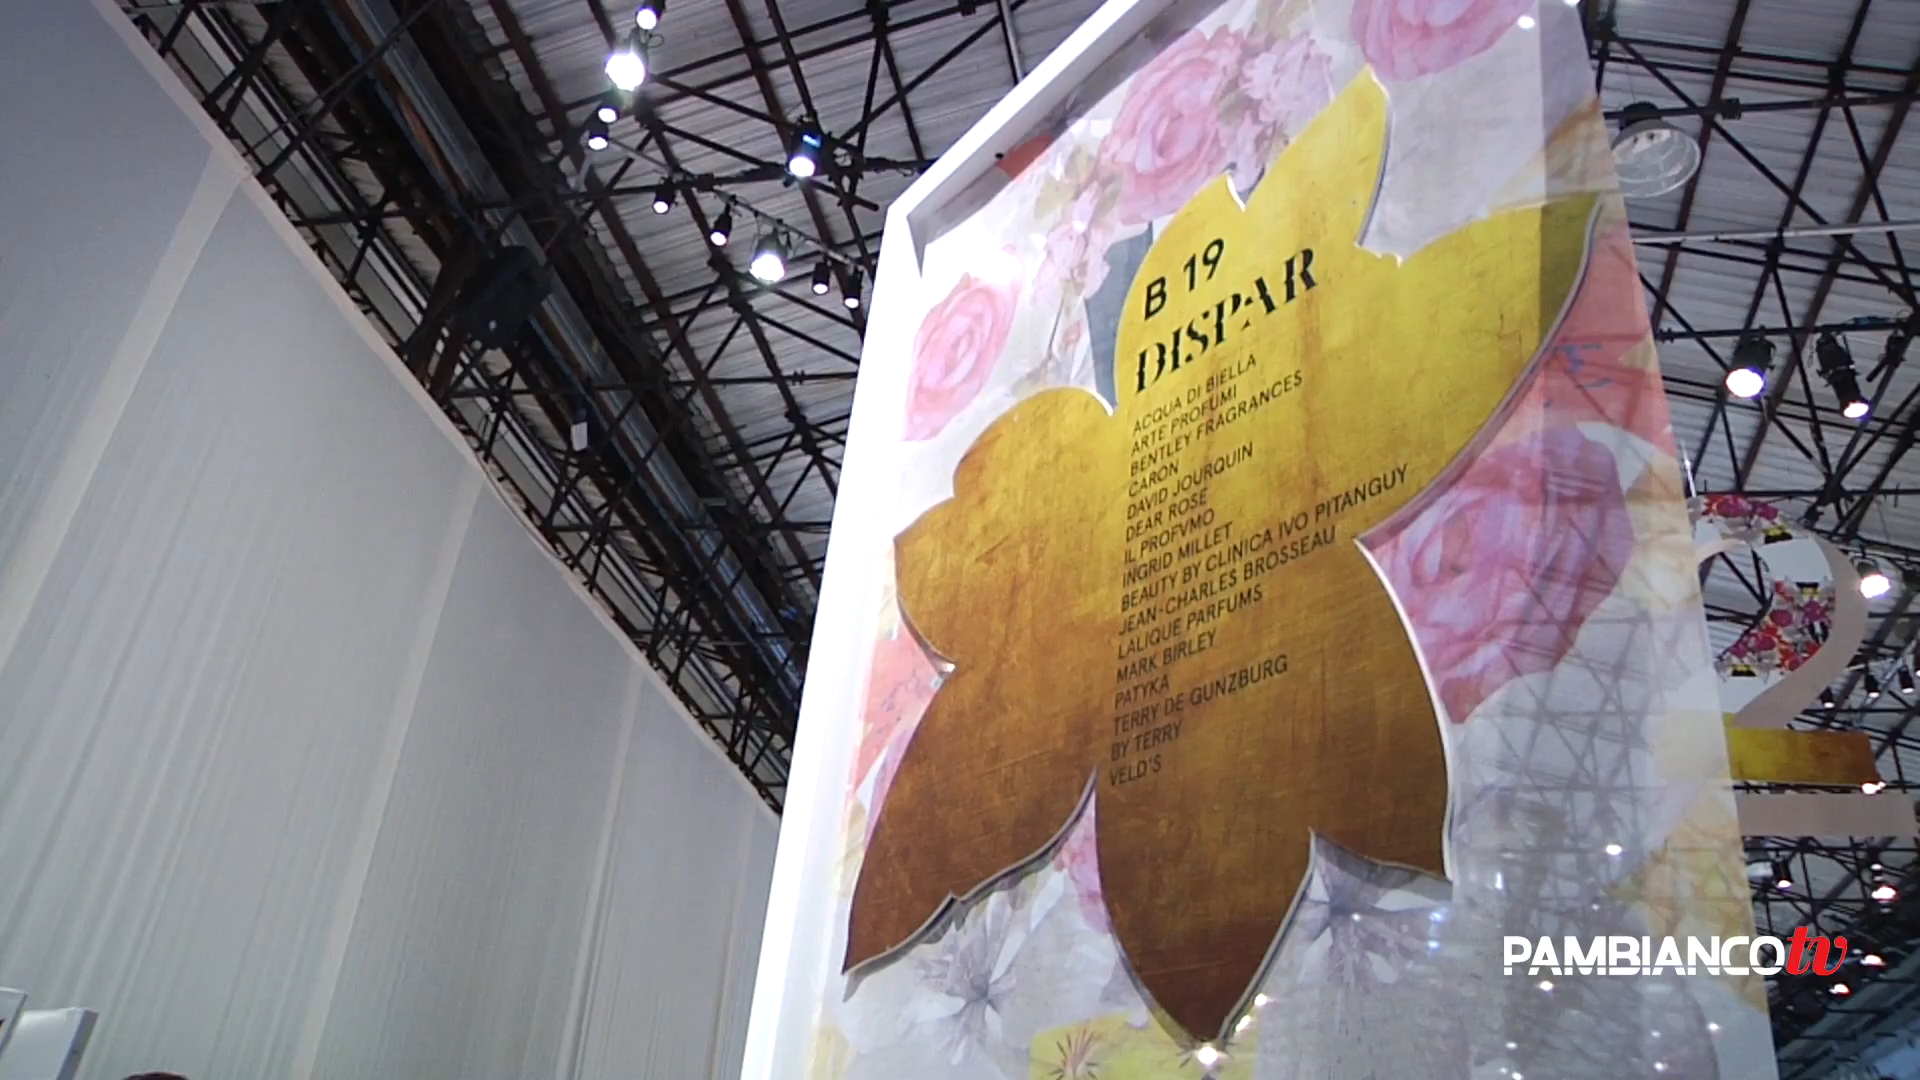 B 19
DISPAR
ACQUA DI BIELLA
ARTE PROFUMI
BENTLEY FRAGRANCES
CARON
DAVID JOURQUIN
DEAR ROSE
IL PROFVMO
INGRID MILLET
BEAUTY BY CLINICA IVO PITANGUY
JEAN-CHARLES BROSSEAU
LALIQUE PARFUMS
MARK BIRLEY
PATYKA
TERRY DE GUNZBURG
BY TERRY
VELD'S
2
PAMBIANCOtv